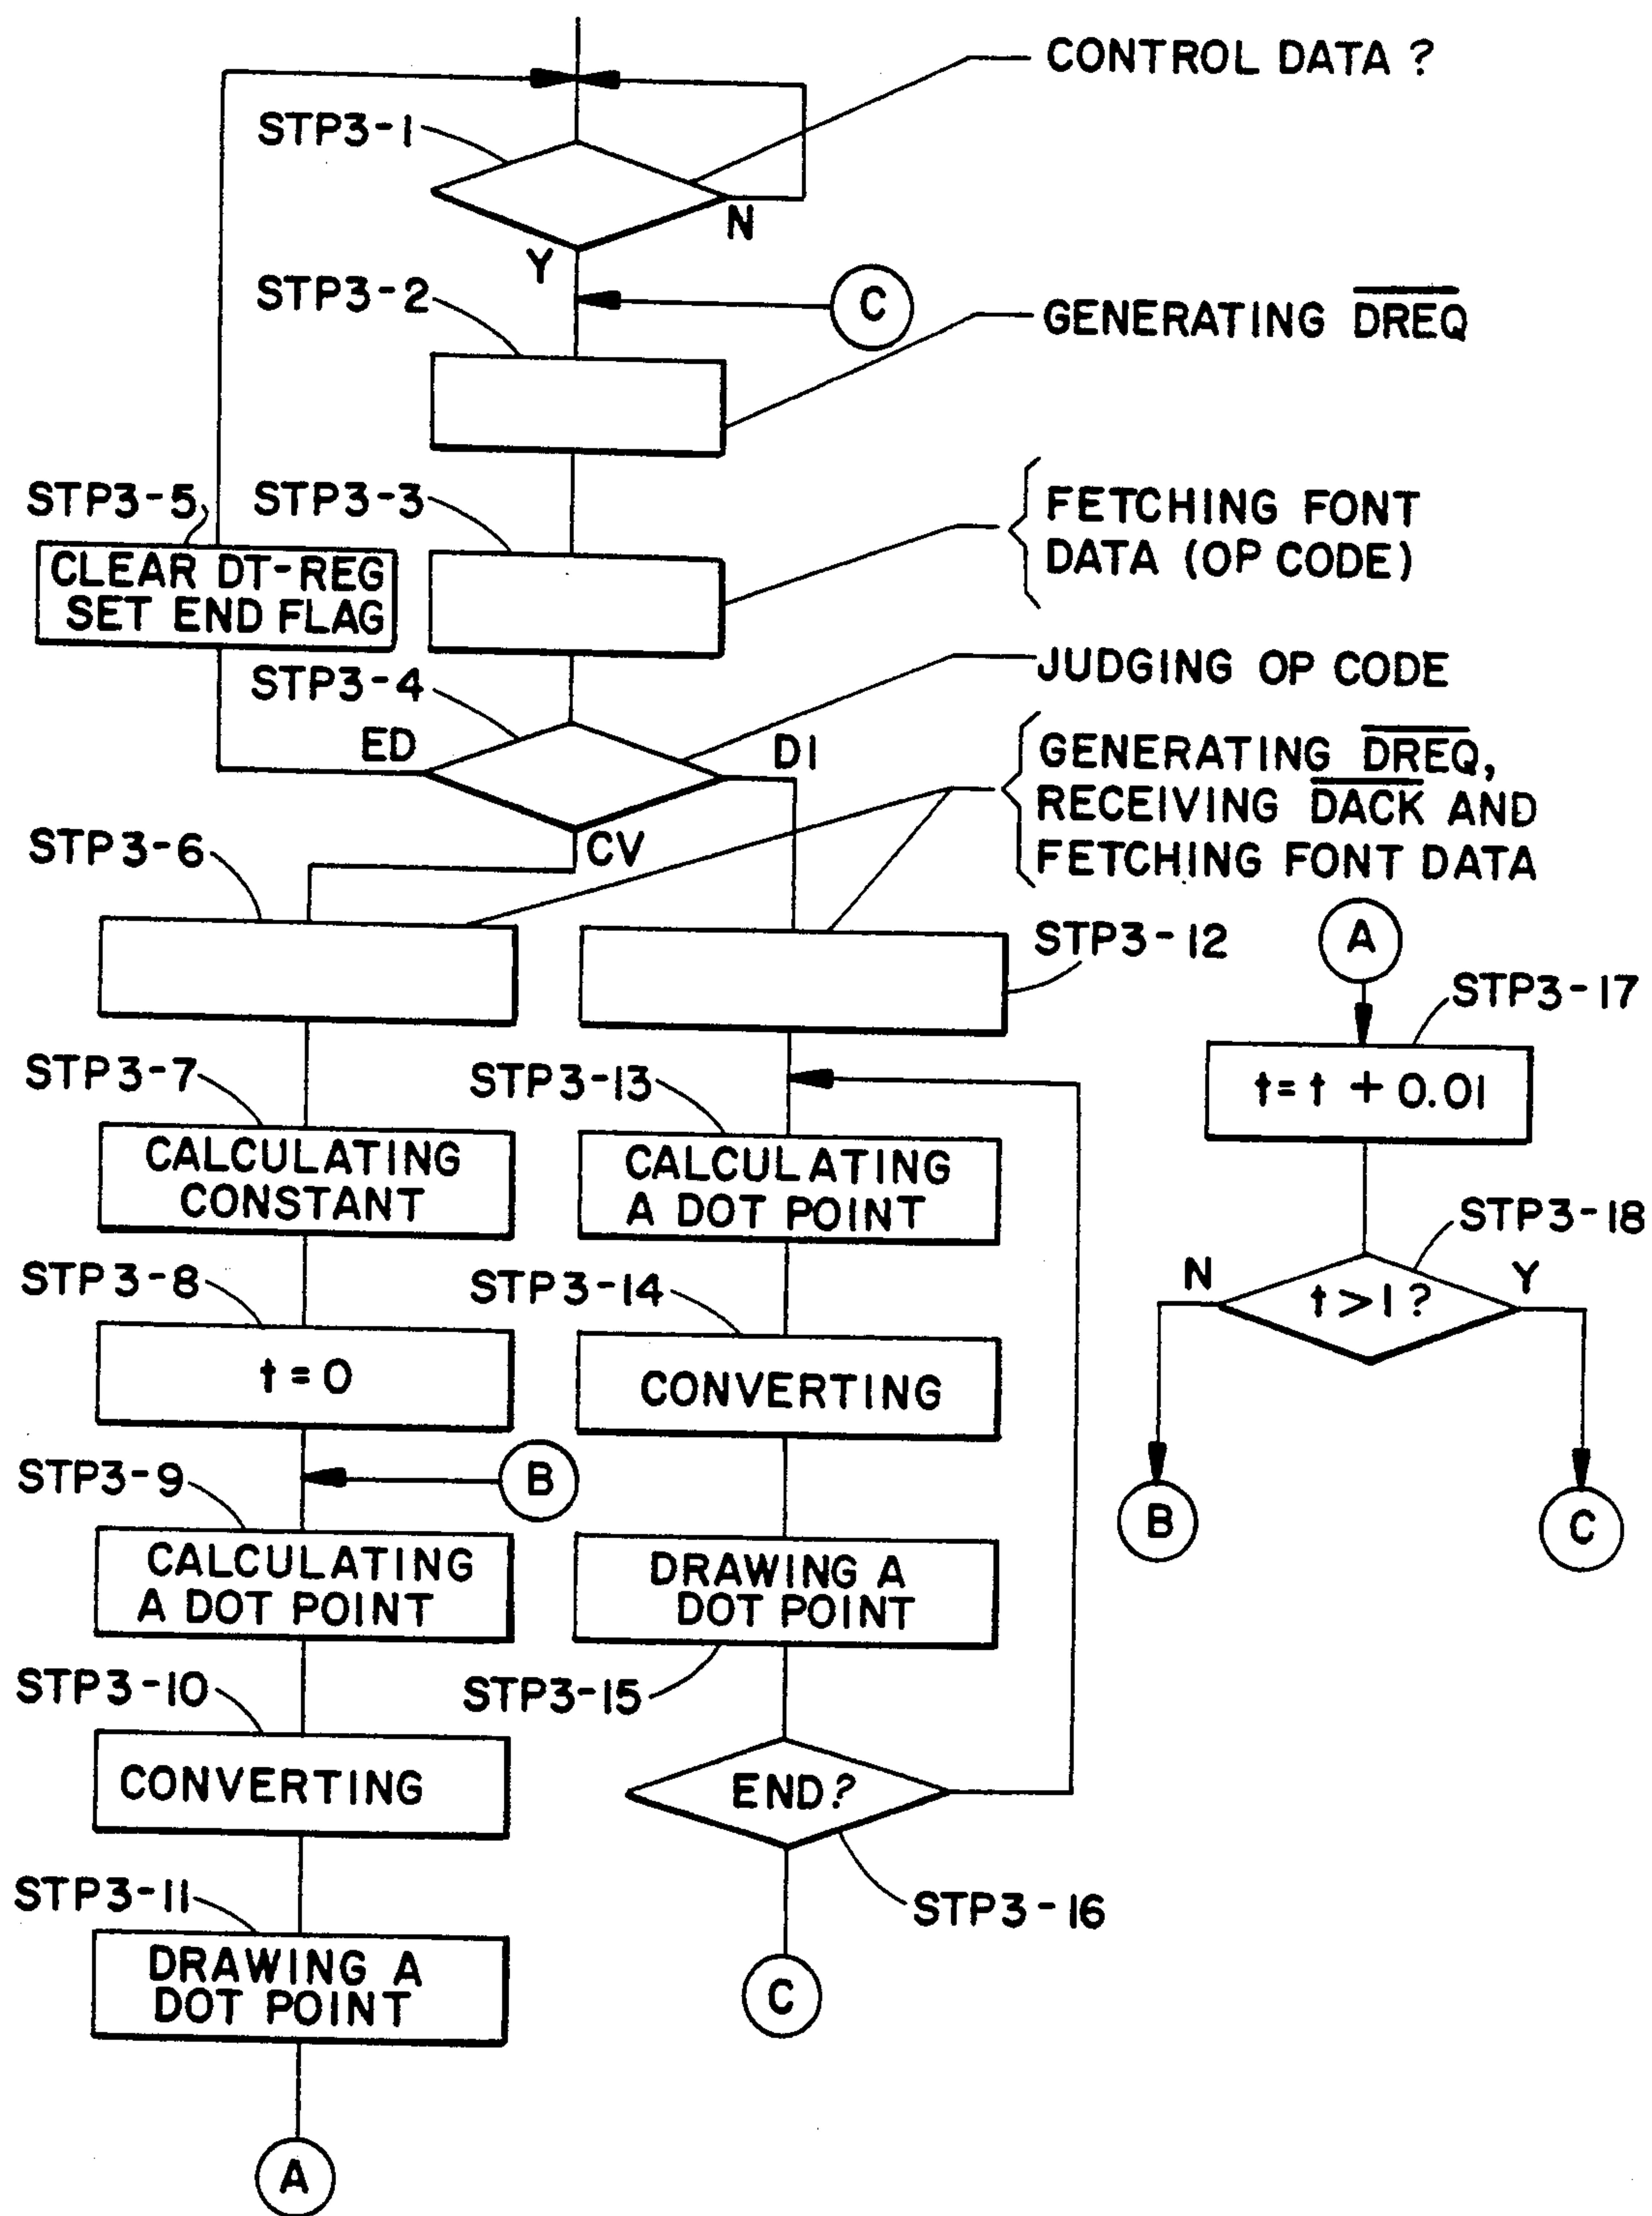 CONTROL DATA ?
STP3-1
N
Y
STP3-2
C
GENERATING DREQ
STP3-5
STP3-3
FETCHING FONT
DATA (OP CODE)
CLEAR DT-REG
SET END FLAG
STP3-4
JUDGING OP CODE
ED
DI
CV
GENERATING DREQ,
RECEIVING DACK AND
FETCHING FONT DATA
STP3-6
STP3-12
A
STP3-17
t=t + 0.01
STP3-7
STP3-13
CALCULATING
CONSTANT
CALCULATING
A DOT POINT
STP3-18
N
Y
t>1?
STP3-8
STP3-14
t=0
CONVERTING
STP3-9
B
B
C
CALCULATING
A DOT POINT
DRAWING A
DOT POINT
STP3-10
STP3-15
CONVERTING
END?
STP3-11
STP3-16
DRAWING A
DOT POINT
C
A